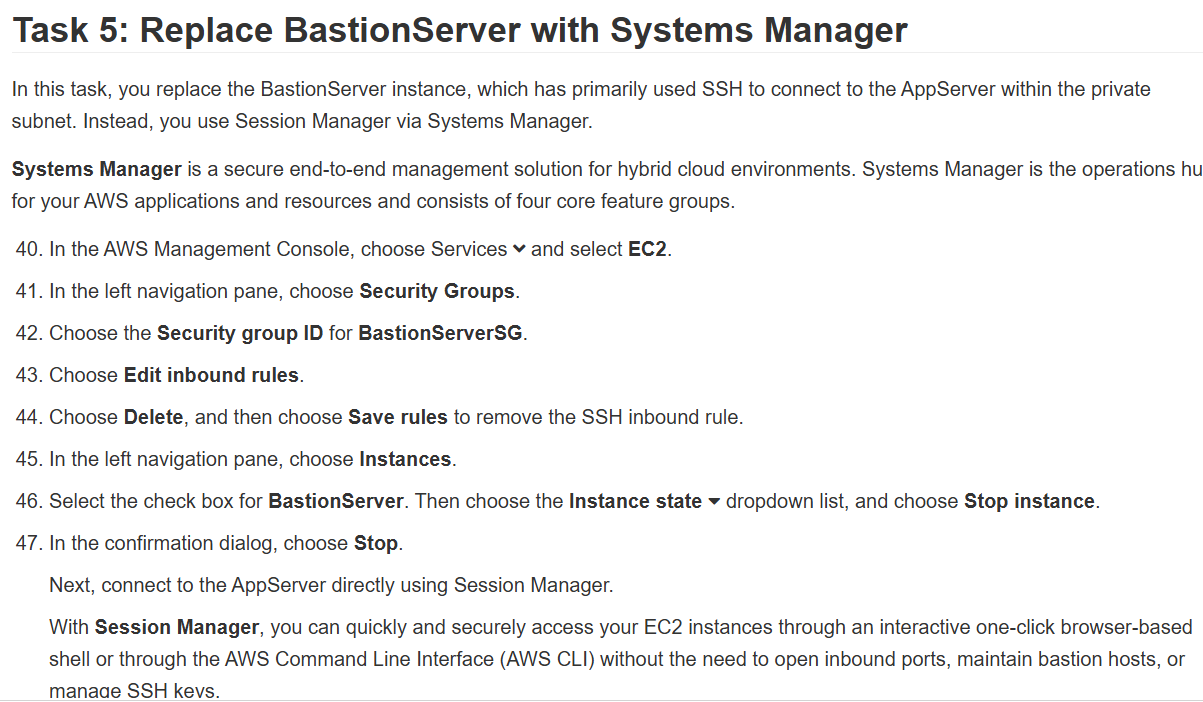 Task 5: Replace BastionServer with Systems Manager
In this task, you replace the BastionServer instance, which has primarily used SSH to connect to the AppServer within the private
subnet. Instead, you use Session Manager via Systems Manager.
Systems Manager is a secure end-to-end management solution for hybrid cloud environments. Systems Manager is the operations hu
for your AWS applications and resources and consists of four core feature groups.
40. In the AWS Management Console, choose Services and select EC2.
41. In the left navigation pane, choose Security Groups.
42. Choose the Security group ID for BastionServerSG.
43. Choose Edit inbound rules.
44. Choose Delete, and then choose Save rules to remove the SSH inbound rule.
45. In the left navigation pane, choose Instances.
46. Select the check box for BastionServer. Then choose the Instance state dropdown list, and choose Stop instance.
47. In the confirmation dialog, choose Stop.
Next, connect to the AppServer directly using Session Manager.
With Session Manager, you can quickly and securely access your EC2 instances through an interactive one-click browser-based
shell or through the AWS Command Line Interface (AWS CLI) without the need to open inbound ports, maintain bastion hosts, or
manage SSH keys.